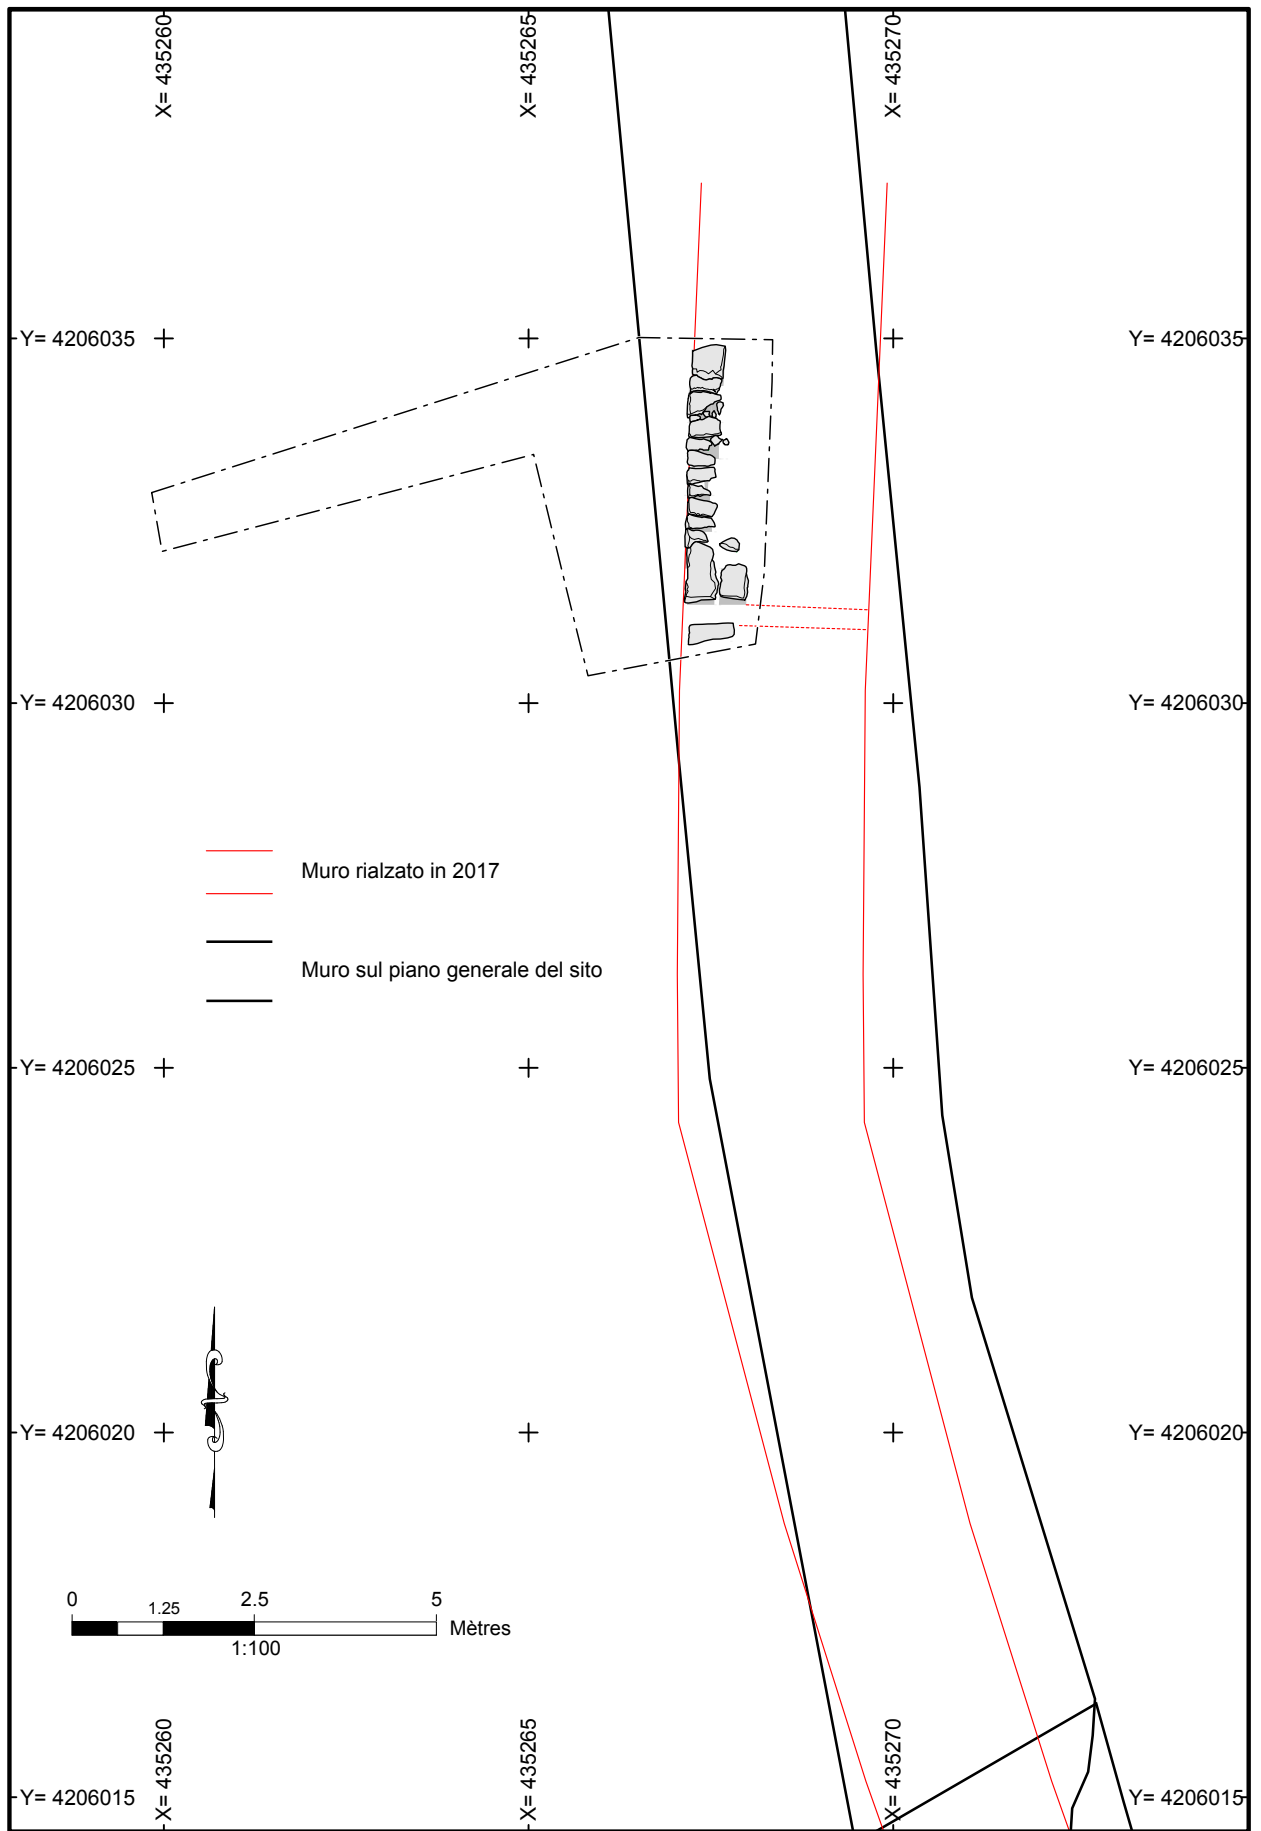 X= 435260
X= 435265
X= 435270
Y= 4206035
Y= 4206035
Y= 4206030
Y= 4206030
Muro rialzato in 2017
Muro sul piano generale del sito
Y= 4206025
Y= 4206025
Y= 4206020
Y= 4206020
0
1.25
2.5
5
Mètres
1:100
X= 435260
X= 435265
X= 435270
Y= 4206015
Y= 4206015